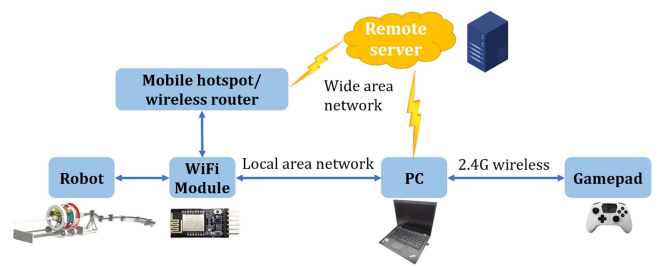 Remote
server
Mobile hotspot/
wireless router
Wide area
network
Robot
WiFi
Module
Local area network
PC
2.4G wireless
Gamepad